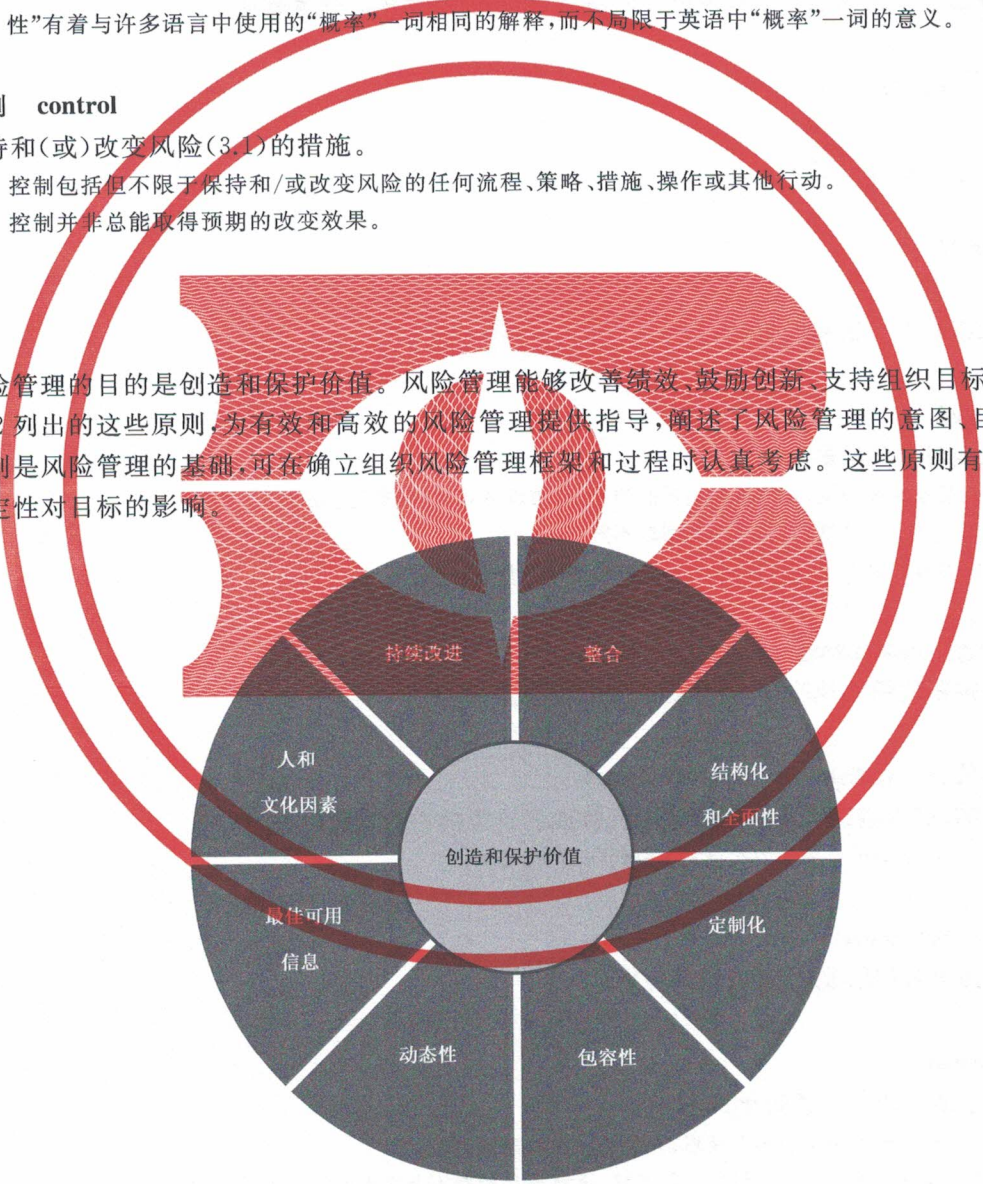 性”有着与许多语言中使用的“概率”一词相同的解释,而不局限于英语中“概率”一词的意义。
control
和(或)改变风险(3.1)的措施。
控制包括但不限于保持和/或改变风险的任何流程、策略、措施、操作或其他行动。
控制并非总能取得预期的改变效果。
管理的目的是创造和保护价值。风险管理能够改善绩效、鼓励创新、支持组织目标
列出的这些原则,为有效和高效的风险管理提供指导,阐述了风险管理的意图、
是风险管理的基础,可在确立组织风险管理框架和过程时认真考虑。这些原则有
性对目标的影响。
持续改进
整合
人和
文化因素
结构化
和全面性
创造和保护价值
最佳可用
信息
定制化
动态性
包容性